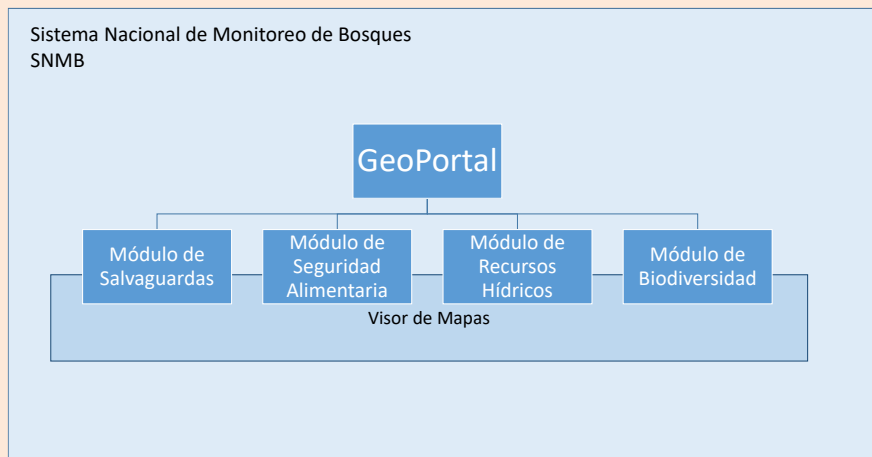 Sistema Nacional de Monitoreo de Bosques
SNMB
GeoPortal
Módulo de
Salvaguardas
Módulo de
Seguridad
Alimentaria
Módulo de
Recursos
Hídricos
Módulo de
Biodiversidad
Visor de Mapas